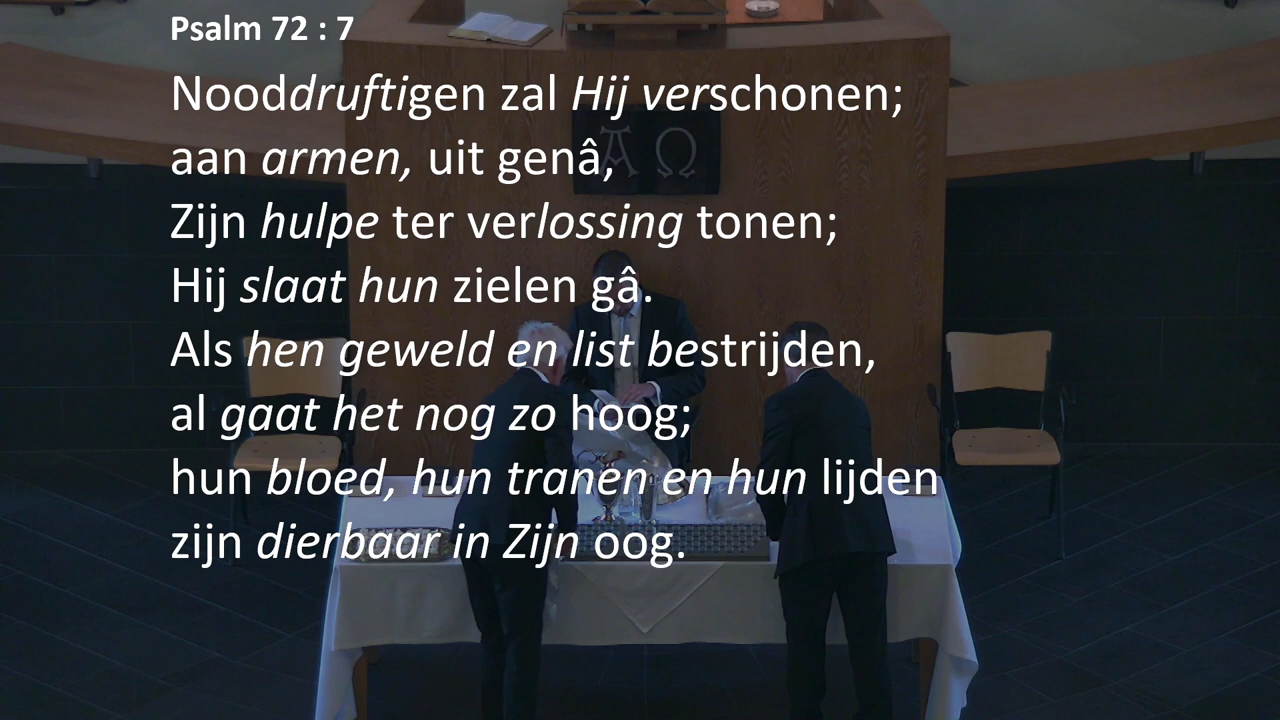 Psalm 72 : 7
Nooddruftigen zal Hij verschonen;
aan armen, uit genâ,
Zijn hulpe ter verlossing tonen;
Hij slaat hun zielen gâ.
Als hen geweld en list bestrijden,
al gaat het nog zo hoog;
hun bloed, hun tranen en hun lijden
zijn dierbaar in Zijn oog.
Α Ω